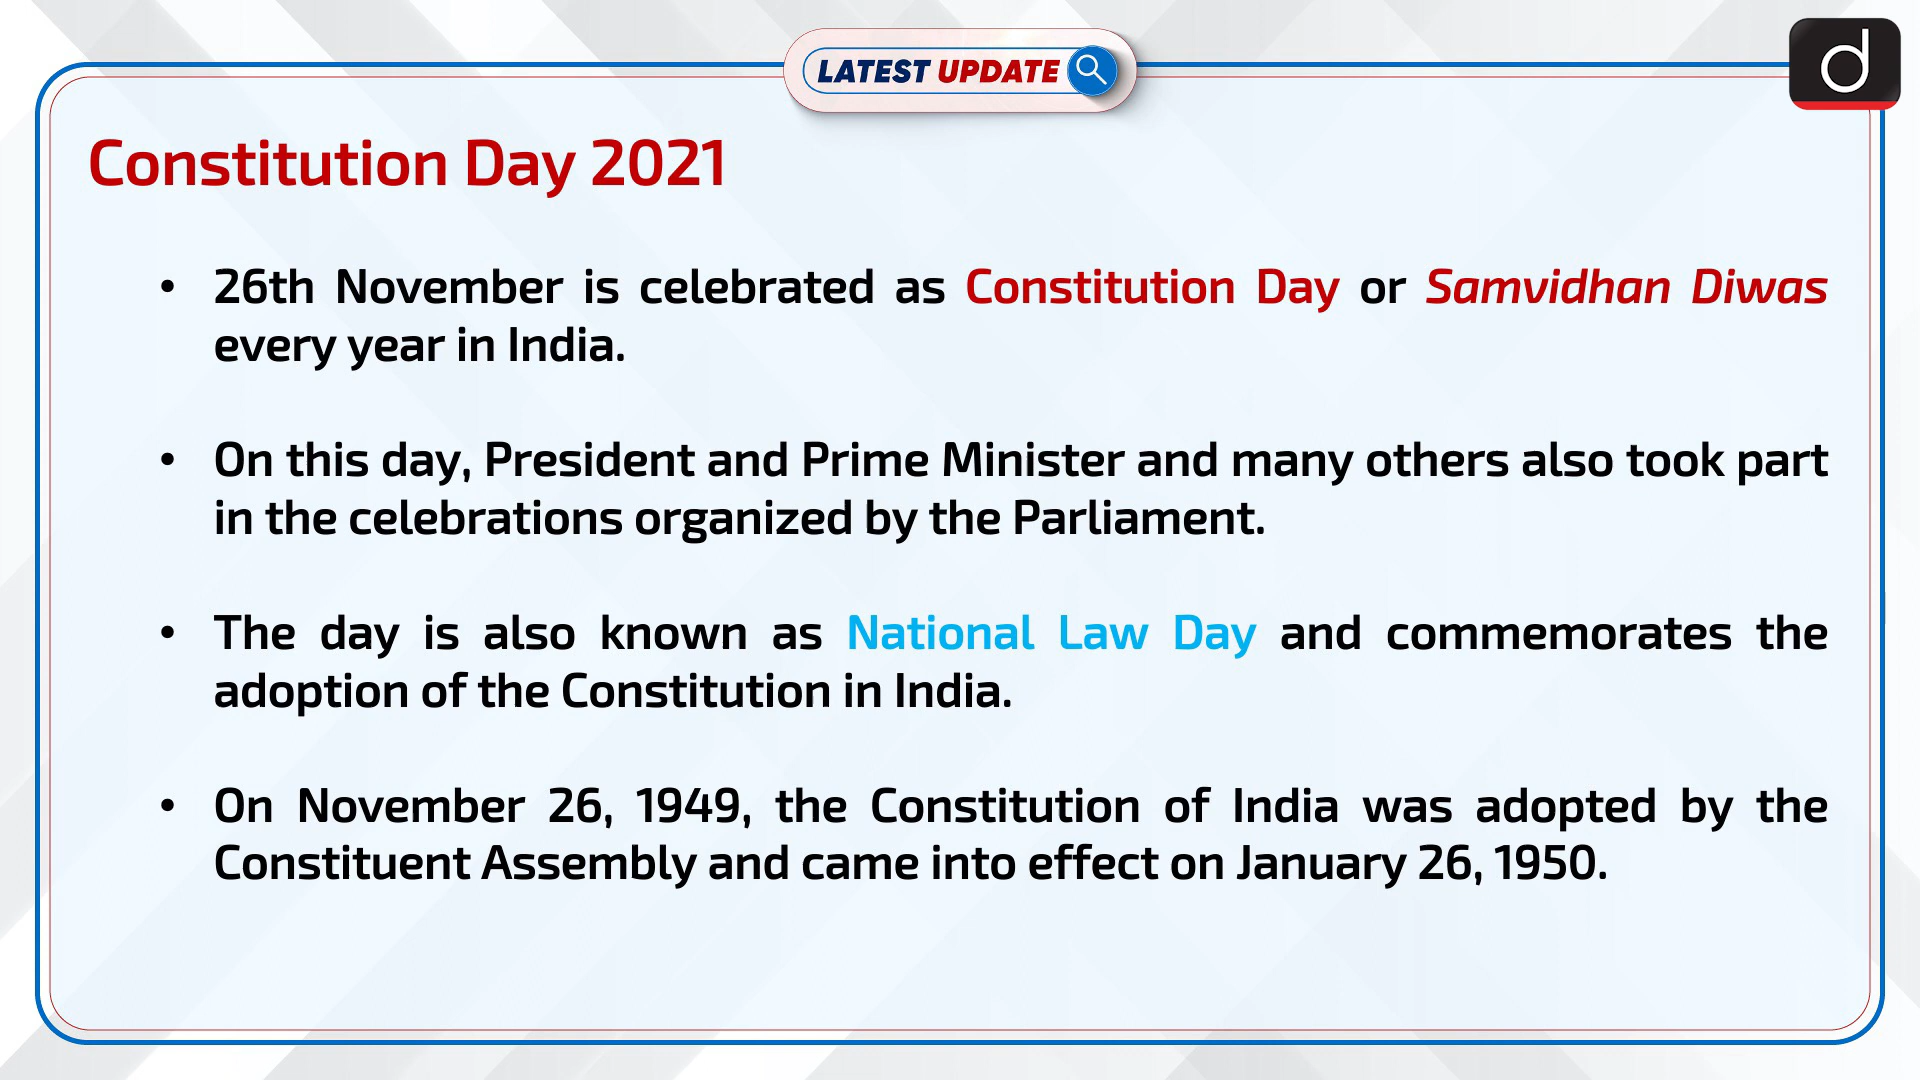 LATEST UPDATE
d
Constitution Day 2021
• 26th November is celebrated as Constitution Day or Samvidhan Diwas
every year in India.
• On this day, President and Prime Minister and many others also took part
in the celebrations organized by the Parliament.
• The day is also known as National Law Day and commemorates the
adoption of the Constitution in India.
• On November 26, 1949, the Constitution of India was adopted by the
Constituent Assembly and came into effect on January 26, 1950.